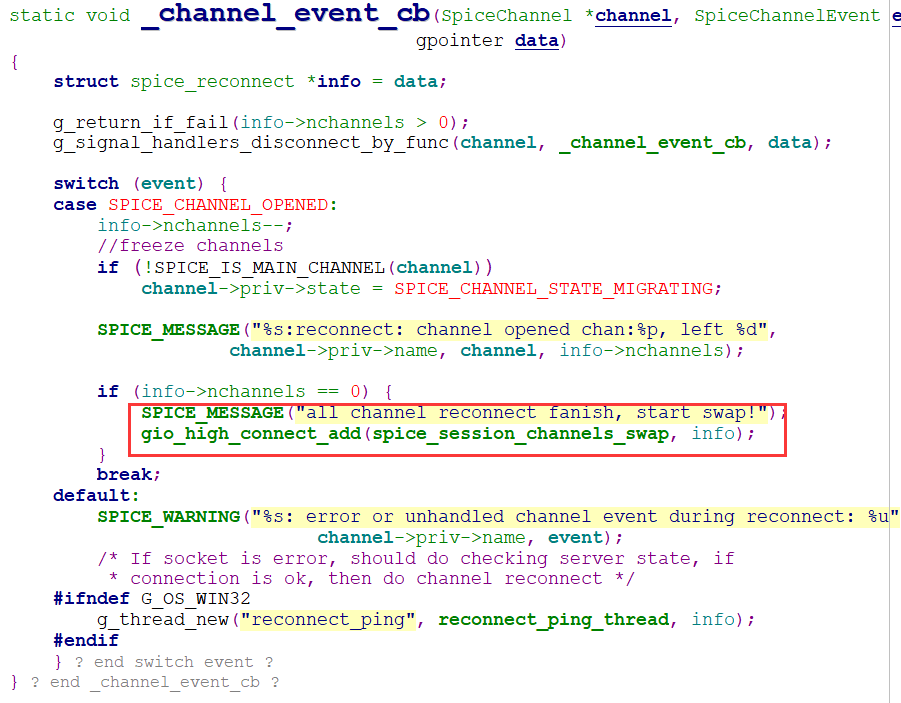 static void _channel_event_cb(SpiceChannel *channel, SpiceChannelEvent e
gpointer data)
{
struct spice_reconnect *info = data;
g_return_if_fail(info->nchannels > 0);
g_signal_handlers_disconnect_by_func(channel, _channel_event_cb, data);
switch (event) {
case SPICE_CHANNEL_OPENED:
info->nchannels--;
//freeze channels
if (!SPICE_IS_MAIN_CHANNEL(channel))
channel->priv->state = SPICE_CHANNEL_STATE_MIGRATING;
SPICE_MESSAGE("%s:reconnect: channel opened chan:%p, left %d",
channel->priv->name, channel, info->nchannels);
if (info->nchannels == 0) {
SPICE_MESSAGE("all channel reconnect fanish, start swap!");
gio_high_connect_add(spice_session_channels_swap, info);
}
break;
default:
SPICE_WARNING("%s: error or unhandled channel event during reconnect: %u"
channel->priv->name, event);
/* If socket is error, should do checking server state, if
* connection is ok, then do channel reconnect */
#ifndef G_OS_WIN32
g_thread_new("reconnect_ping", reconnect_ping_thread, info);
#endif
} ? end switch event ?
} ? end _channel_event_cb ?